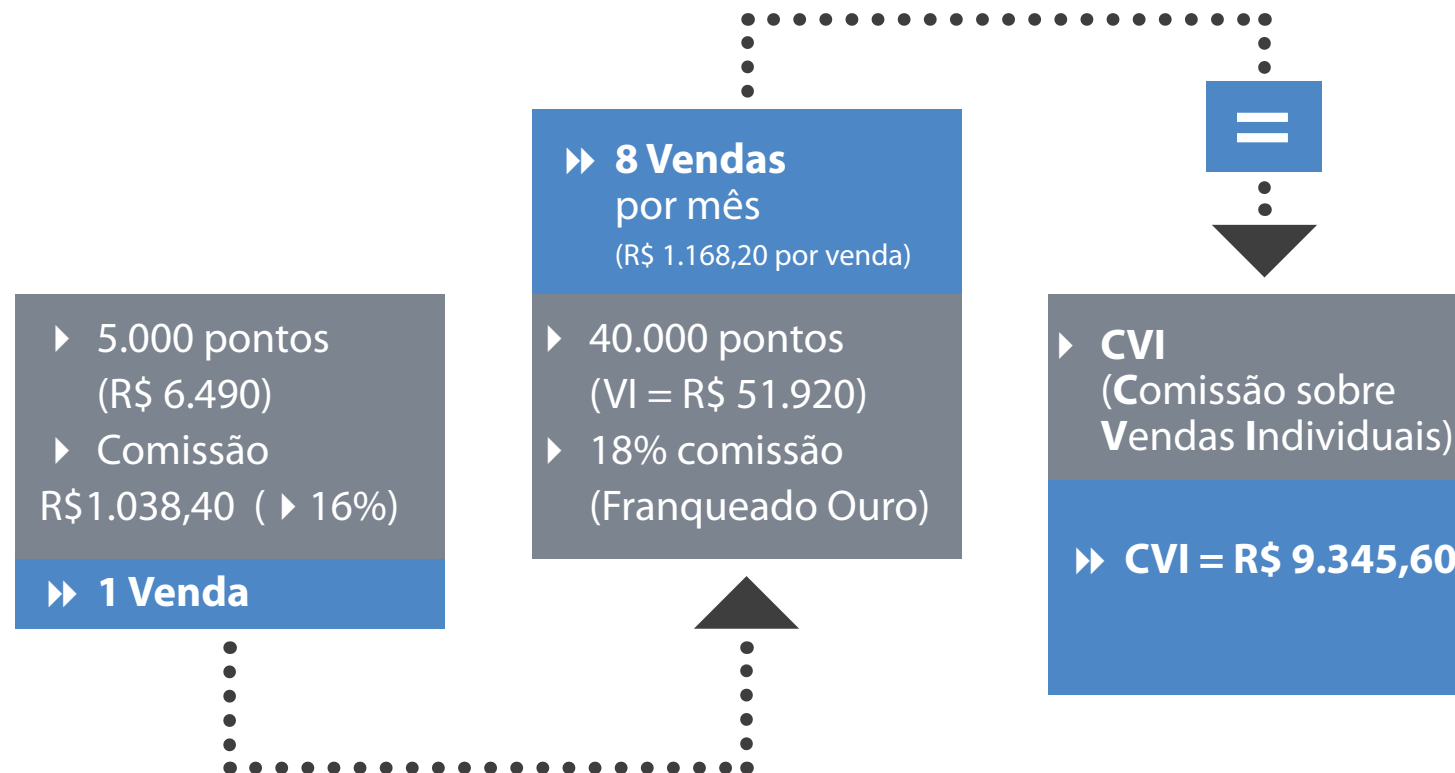 5.000 pontos
(R$ 6.490)
Comissão
R$1.038,40 ( 16%)
1 Venda
8 Vendas
por mês
(R$ 1.168,20 por venda)
40.000 pontos
(VI = R$ 51.920)
18% comissão
(Franqueado Ouro)
=
CVI
(Comissão sobre
Vendas Individuais)
CVI = R$ 9.345,60